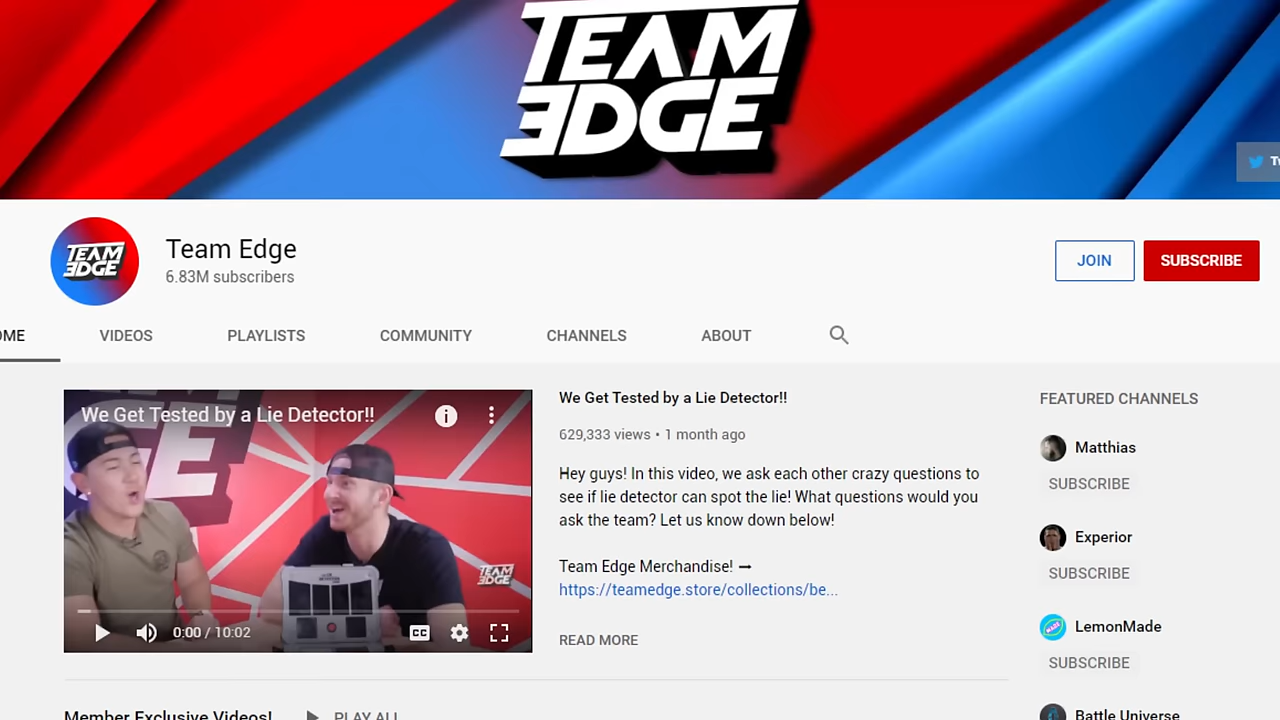 TEAM
EDGE
Tw
TEAM
EDGE
Team Edge
6.83M subscribers
JOIN
SUBSCRIBE
OME
VIDEOS
PLAYLISTS
COMMUNITY
CHANNELS
ABOUT
We Get Tested by a Lie Detector!!
TEAM
EDGE
0:00 / 10:02
CC
We Get Tested by a Lie Detector!!
629,333 views • 1 month ago
Hey guys! In this video, we ask each other crazy questions to
see if lie detector can spot the lie! What questions would you
ask the team? Let us know down below!
Team Edge Merchandise! ➞
https://teamedge.store/collections/be...
READ MORE
FEATURED CHANNELS
Matthias
SUBSCRIBE
Experior
SUBSCRIBE
LemonMade
SUBSCRIBE
Battle Universe
Member Exclusive Videos!
PLAY ALL